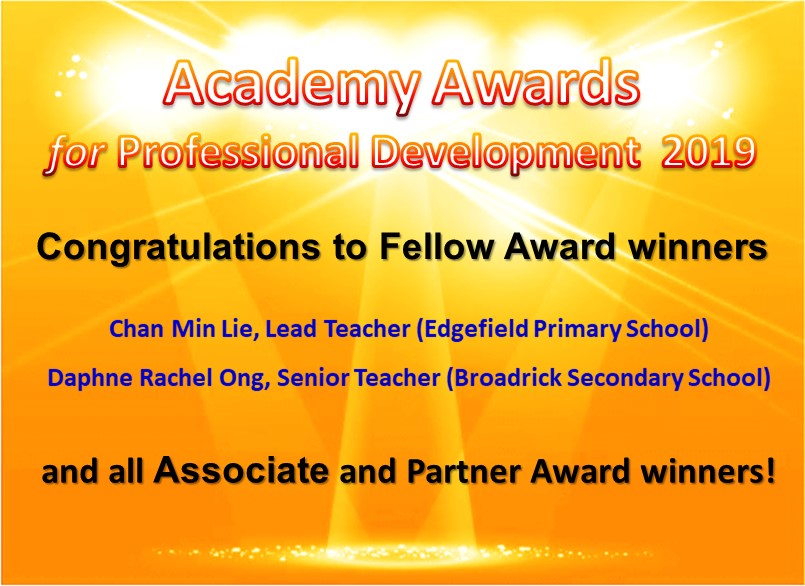 Academy Awards
for Professional Development 2019
Congratulations to Fellow Award winners
Chan Min Lie, Lead Teacher (Edgefield Primary School)
Daphne Rachel Ong, Senior Teacher (Broadrick Secondary School)
and all Associate and Partner Award winners!